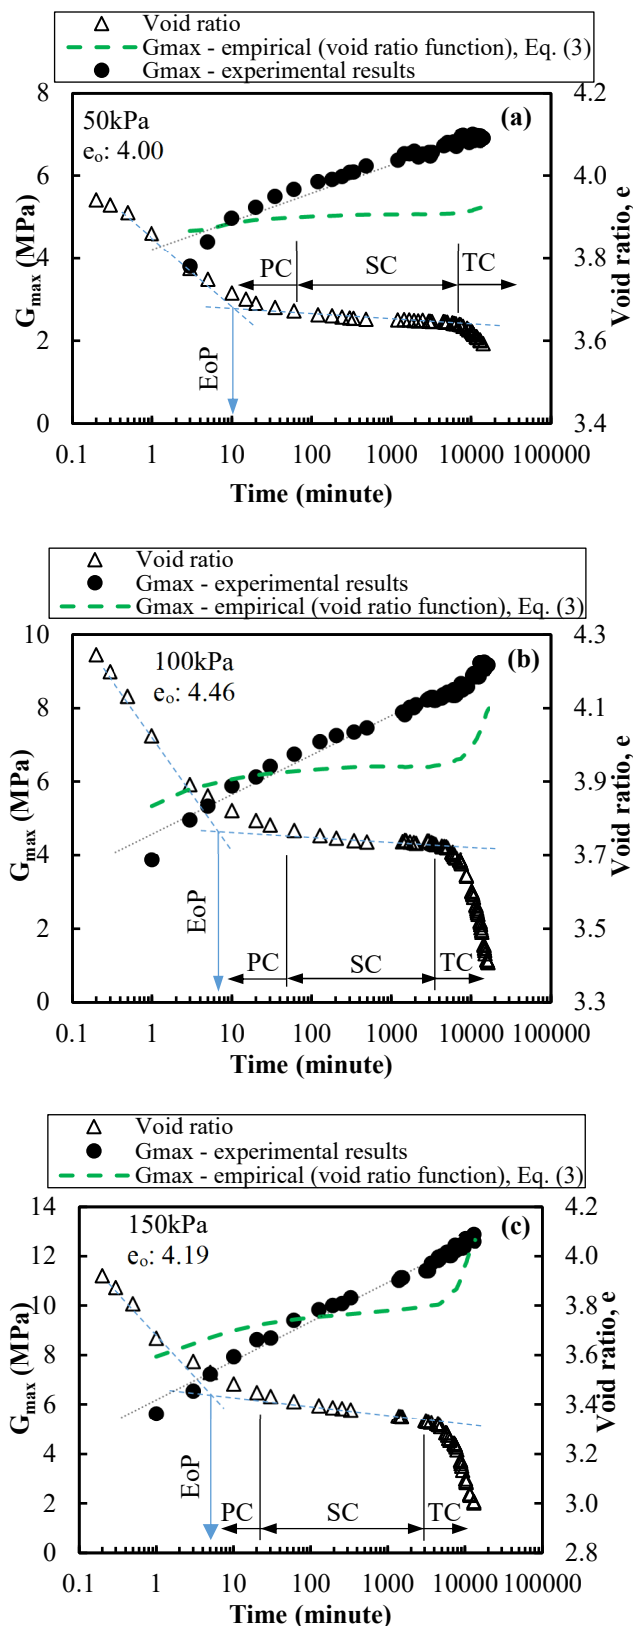 Void ratio
Gmax - empirical (void ratio function), Eq. (3)
Gmax - experimental results
8 4.2
50kPa (a)
eₒ: 4.00
6 4.0
Gmax (MPa) Void ratio, e
4 3.8
PC SC TC
2 3.6
EoP
0 3.4
0.1 1 10 100 1000 10000 100000
Time (minute)
Void ratio
Gmax - experimental results
Gmax - empirical (void ratio function), Eq. (3)
10 4.3
100kPa (b)
eₒ: 4.46
8 4.1
6 3.9
Gmax (MPa) Void ratio, e
4 3.7
EoP
2 3.5
PC SC TC
0 3.3
0.1 1 10 100 1000 10000 100000
Time (minute)
Void ratio
Gmax - experimental results
Gmax - empirical (void ratio function), Eq. (3)
14 4.2
150kPa (c)
eₒ: 4.19
12 4.0
10 3.8
8 3.6
Gmax (MPa) Void ratio, e
6 3.4
4 3.2
EoP
2 3.0
PC SC TC
0 2.8
0.1 1 10 100 1000 10000 100000
Time (minute)